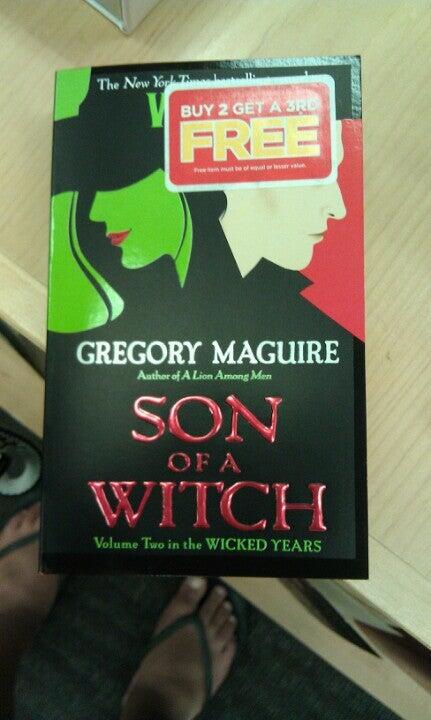 The New York Times bestselling
W
BUY 2 GET A 3RD
FREE
Free item must be of equal or lesser value.
GREGORY MAGUIRE
Author of A Lion Among Men
SON
OF A
WITCH
Volume Two in the WICKED YEARS